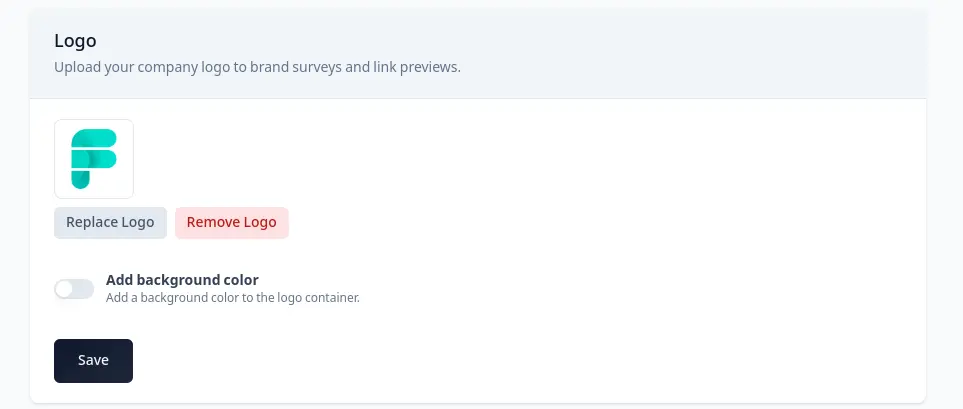 Logo
Upload your company logo to brand surveys and link previews.
Replace Logo
Remove Logo
Add background color
Add a background color to the logo container.
Save